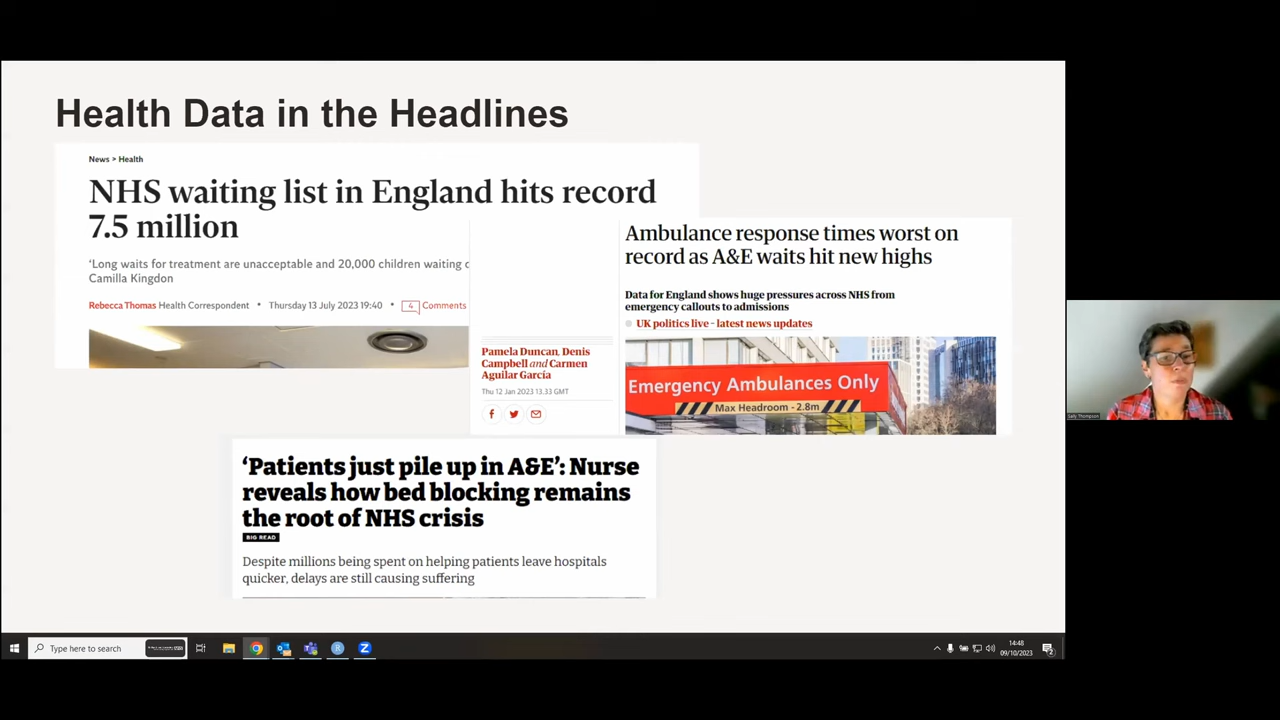 Health Data in the Headlines
News > Health
NHS waiting list in England hits record
7.5 million
‘Long waits for treatment are unacceptable and 20,000 children waiting
Camilla Kingdon
Rebecca Thomas Health Correspondent • Thursday 13 July 2023 19:40 • 4 Comments
Ambulance response times worst on
record as A&E waits hit new highs
Data for England shows huge pressures across NHS from
emergency callouts to admissions
UK politics live – latest news updates
Pamela Duncan, Denis
Campbell and Carmen
Aguilar García
Thu 12 Jan 2023 13.33 GMT
Emergency Ambulances Only
Max Headroom - 2.8m
‘Patients just pile up in A&E’: Nurse
reveals how bed blocking remains
the root of NHS crisis
BIG READ
Despite millions being spent on helping patients leave hospitals
quicker, delays are still causing suffering
Sally Thompson
Type here to search
14:48
09/10/2023